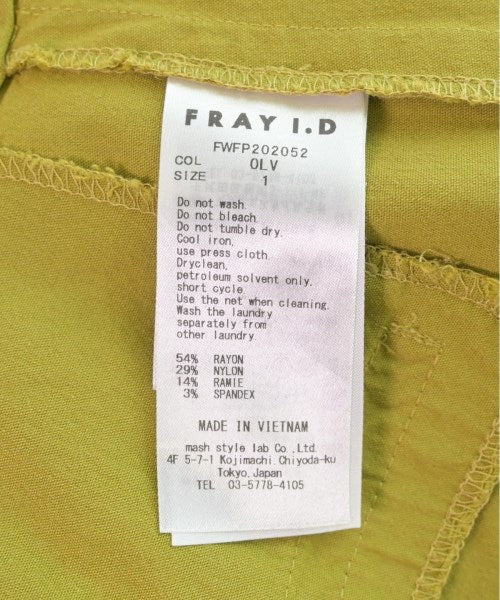 FRAY I.D
FWFP202052
COL OLV
SIZE 1
Do not wash.
Do not bleach.
Do not tumble dry.
Cool iron,
use press cloth.
Dryclean,
petroleum solvent only.
short cycle.
Use the net when cleaning.
Wash the laundry
separately from
other laundry.
54% RAYON
29% NYLON
14% RAMIE
3% SPANDEX
MADE IN VIETNAM
mash style lab Co.,Ltd.
4F 5-7-1 Kojimachi.Chiyoda-ku
Tokyo.Japan
TEL 03-5778-4105